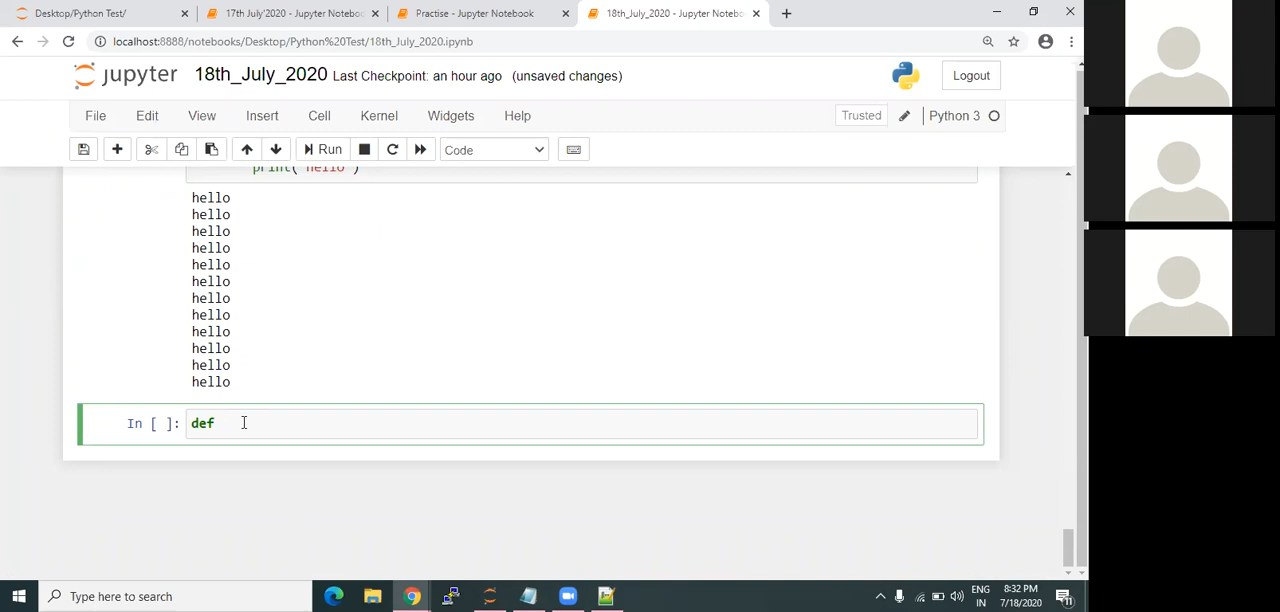 Desktop/Python Test/
17th July'2020 - Jupyter Noteboo
Practise - Jupyter Notebook
18th_July_2020 - Jupyter Notebo
localhost:8888/notebooks/Desktop/Python%20Test/18th_July_2020.ipynb
jupyter 18th_July_2020 Last Checkpoint: an hour ago (unsaved changes)
Logout
File Edit View Insert Cell Kernel Widgets Help
Trusted
Python 3
Run
Code
print("hello")
hello
hello
hello
hello
hello
hello
hello
hello
hello
hello
hello
hello
In [ ]: def
Type here to search
ENG
IN
8:32 PM
7/18/2020
11